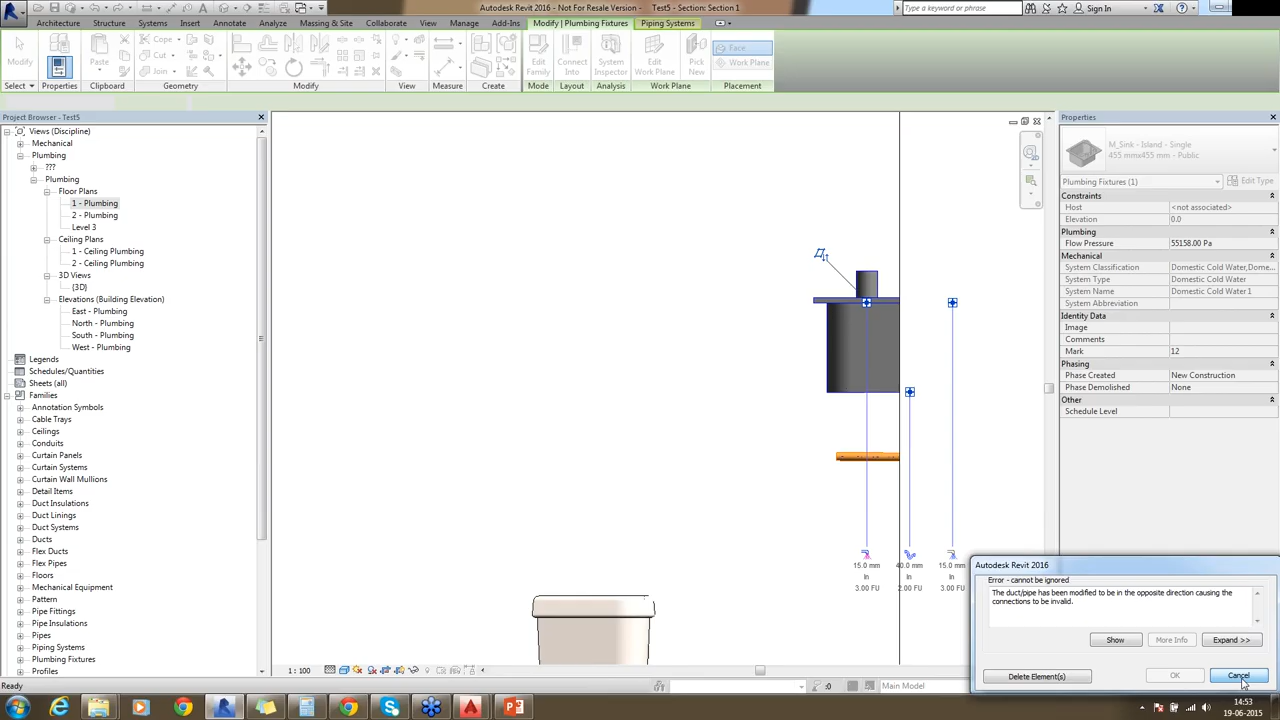 Autodesk Revit 2016 - Not For Resale Version - Test5 - Section: Section 1
Type a keyword or phrase
Sign In
Architecture Structure Systems Insert Annotate Analyze Massing & Site Collaborate View Manage Add-Ins Modify | Plumbing Fixtures Piping Systems
Modify
Paste
Cope
Cut
Join
Edit Family
Connect Into
System Inspector
Edit Work Plane
Pick New
Face
Work Plane
Select Properties Clipboard Geometry Modify View Measure Create Mode Layout Analysis Work Plane Placement
Project Browser - Test5
Views (Discipline)
Mechanical
Plumbing
???
Plumbing
Floor Plans
1 - Plumbing
2 - Plumbing
Level 3
Ceiling Plans
1 - Ceiling Plumbing
2 - Ceiling Plumbing
3D Views
{3D}
Elevations (Building Elevation)
East - Plumbing
North - Plumbing
South - Plumbing
West - Plumbing
Legends
Schedules/Quantities
Sheets (all)
Families
Annotation Symbols
Cable Trays
Ceilings
Conduits
Curtain Panels
Curtain Systems
Curtain Wall Mullions
Detail Items
Duct Insulations
Duct Linings
Duct Systems
Ducts
Flex Ducts
Flex Pipes
Floors
Mechanical Equipment
Pattern
Pipe Fittings
Pipe Insulations
Pipes
Piping Systems
Plumbing Fixtures
Profiles
15.0 mm 40.0 mm 15.0 mm
In In In
3.00 FU 2.00 FU 3.00 FU
1 : 100
Properties
M_Sink - Island - Single
455 mmx455 mm - Public
Plumbing Fixtures (1)
Edit Type
Constraints
Host <not associated>
Elevation 0.0
Plumbing
Flow Pressure 55158.00 Pa
Mechanical
System Classification Domestic Cold Water,Dome...
System Type Domestic Cold Water,Dome...
System Name Domestic Cold Water 1
System Abbreviation
Identity Data
Image
Comments
Mark 12
Phasing
Phase Created New Construction
Phase Demolished None
Other
Schedule Level
Autodesk Revit 2016
Error - cannot be ignored
The duct/pipe has been modified to be in the opposite direction causing the
connections to be invalid.
Show More Info Expand >>
Delete Element(s) OK Cancel
Ready
:0
Main Model
14:53
19-06-2015